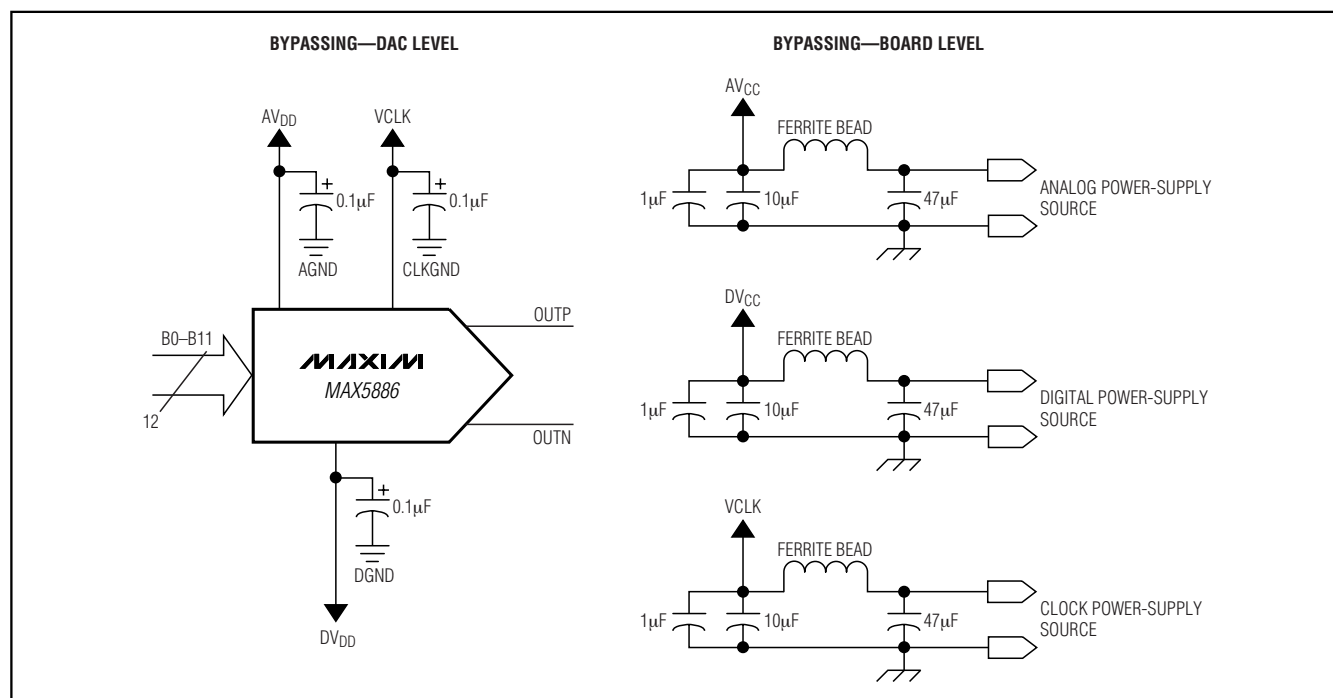 BYPASSING—DAC LEVEL
AVDD
VCLK
+
0.1µF
+
0.1µF
AGND
CLKGND
OUTP
B0–B11
MAXIM
MAX5886
12
OUTN
+
0.1µF
DGND
DVDD
BYPASSING—BOARD LEVEL
AVCC
FERRITE BEAD
1µF
10µF
47µF
ANALOG POWER-SUPPLY
SOURCE
DVCC
FERRITE BEAD
1µF
10µF
47µF
DIGITAL POWER-SUPPLY
SOURCE
VCLK
FERRITE BEAD
1µF
10µF
47µF
CLOCK POWER-SUPPLY
SOURCE